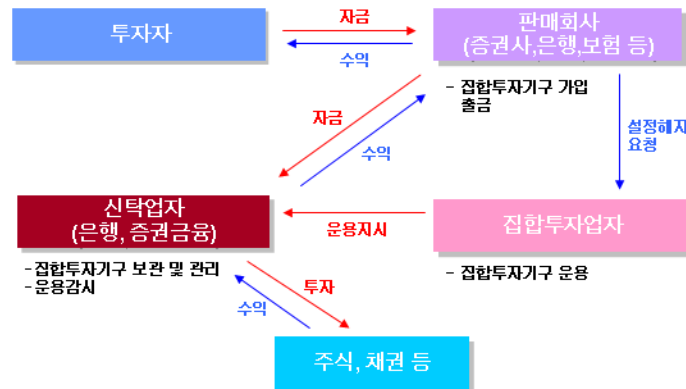 투자자
자금
수익
판매회사
(증권사,은행,보험 등)
- 집합투자기구 가입
출금
자금
수익
설정해지
요청
신탁업자
(은행, 증권금융)
운용지시
집합투자업자
-집합투자기구 보관 및 관리
-운용감시
- 집합투자기구 운용
투자
수익
주식, 채권 등